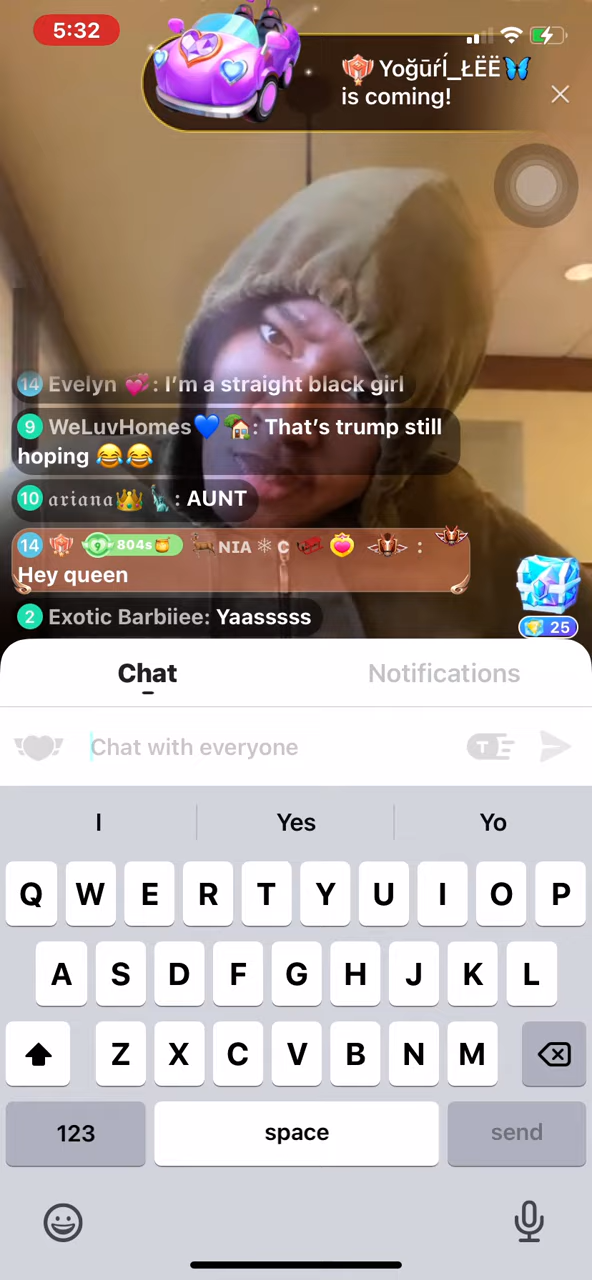 5:32
Yoğūŕĺ_ŁËË🦋
is coming!
14 Evelyn 💞: I’m a straight black girl
9 WeLuvHomes💙 🏡: That’s trump still
hoping 😂😂
10 𝔞𝔯𝔦𝔞𝔫𝔞👑 🗽: AUNT
14 804s🍯 🦌NIA ❄️C 🛷 :
Hey queen
2 Exotic Barbiiee: Yaasssss
25
Chat Notifications
Chat with everyone T
I Yes Yo
Q W E R T Y U I O P
A S D F G H J K L
Z X C V B N M
123 space send